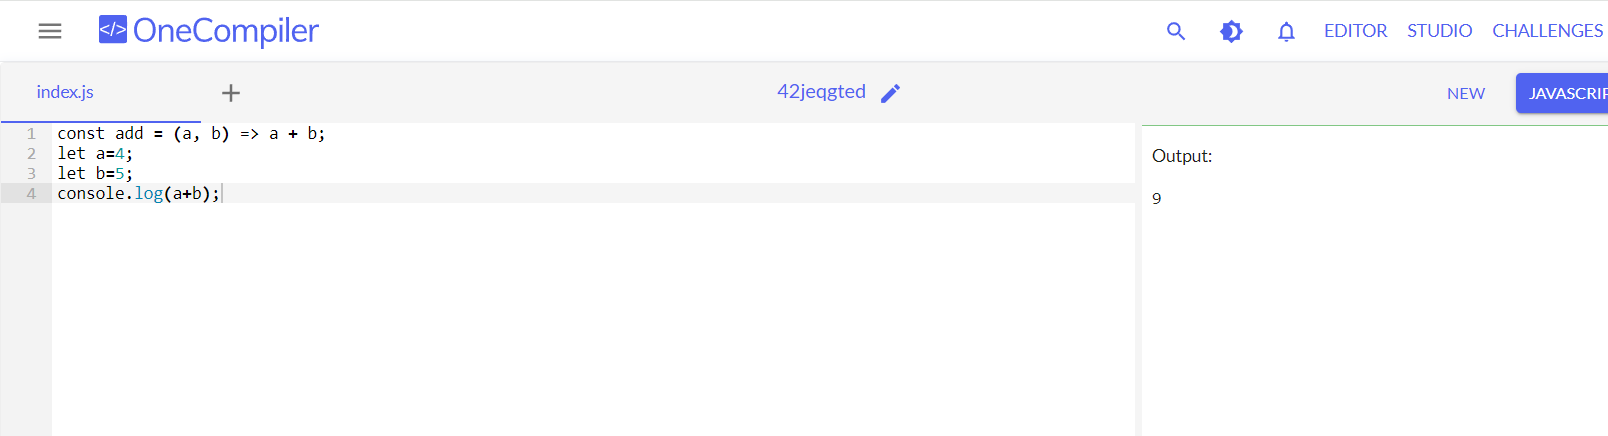 </> OneCompiler EDITOR STUDIO CHALLENGES
index.js + 42jeqgted NEW JAVASCRIP
1 const add = (a, b) => a + b;
2 let a=4;
3 let b=5;
4 console.log(a+b);
Output:
9